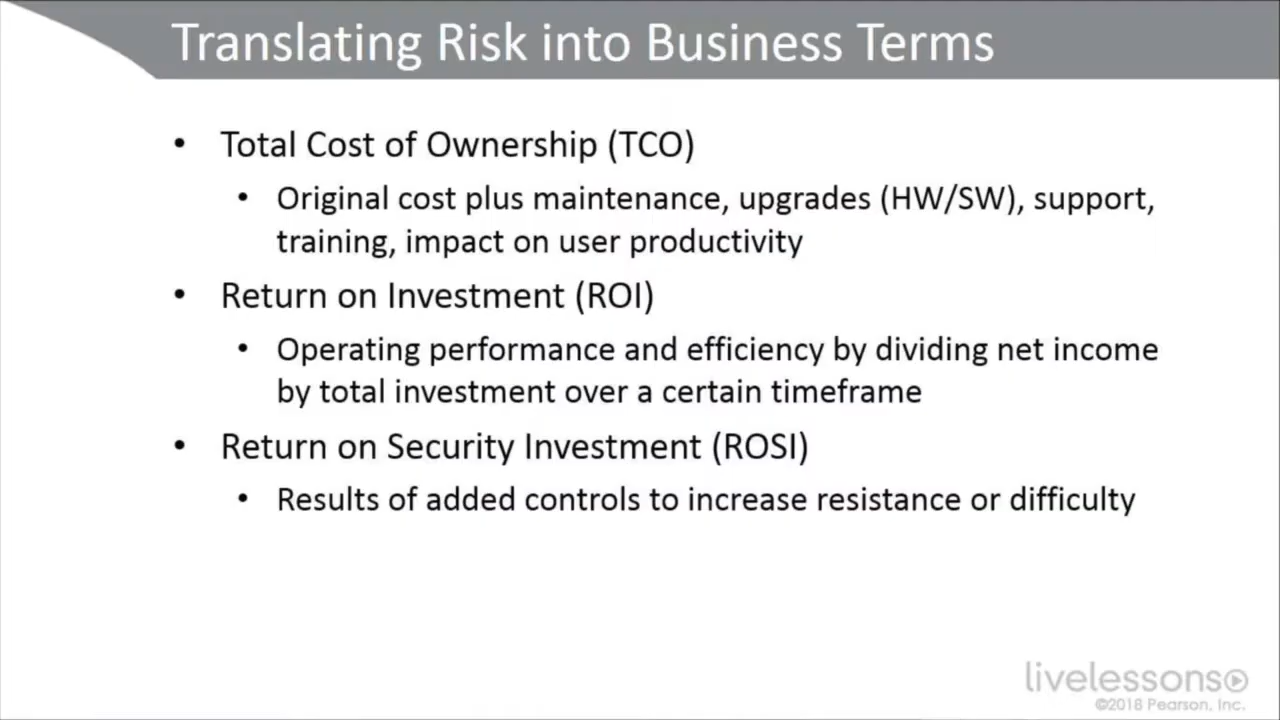 Translating Risk into Business Terms
• Total Cost of Ownership (TCO)
• Original cost plus maintenance, upgrades (HW/SW), support,
training, impact on user productivity
• Return on Investment (ROI)
• Operating performance and efficiency by dividing net income
by total investment over a certain timeframe
• Return on Security Investment (ROSI)
• Results of added controls to increase resistance or difficulty
livelessons
©2018 Pearson, Inc.